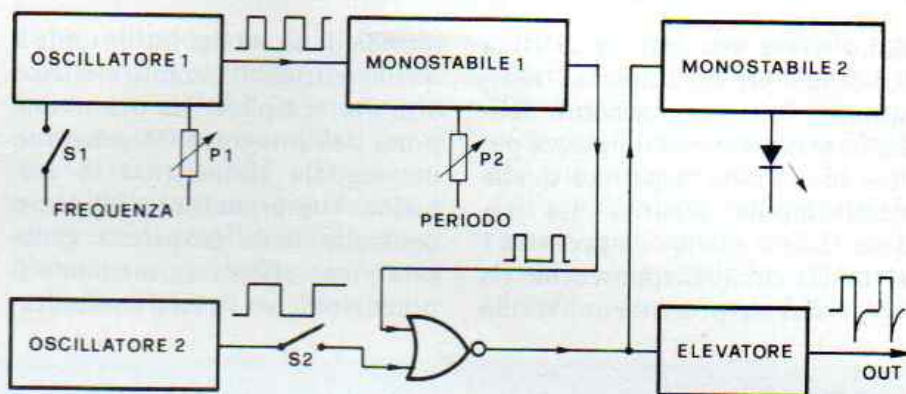 OSCILLATORE 1
MONOSTABILE 1
MONOSTABILE 2
S1
P1
P2
FREQUENZA
PERIODO
OSCILLATORE 2
S2
ELEVATORE
OUT